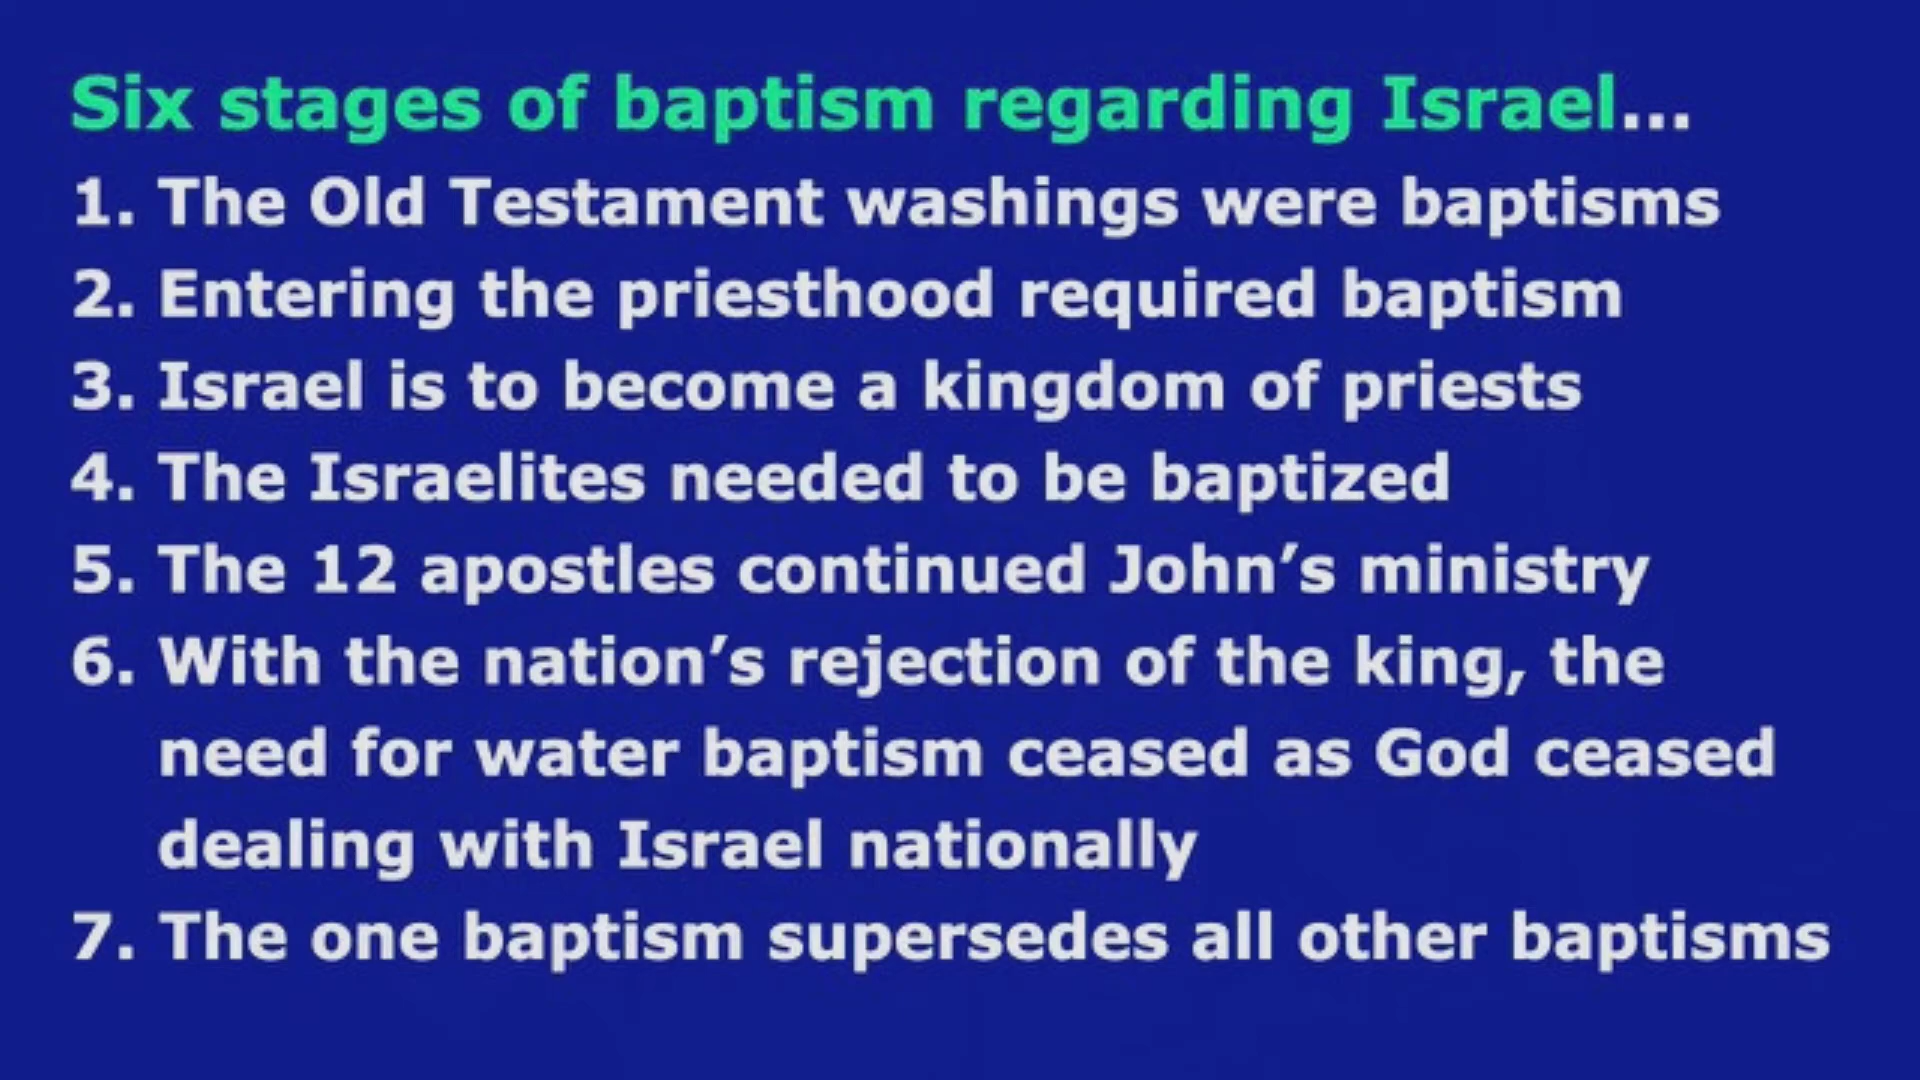 Six stages of baptism regarding Israel...
1. The Old Testament washings were baptisms
2. Entering the priesthood required baptism
3. Israel is to become a kingdom of priests
4. The Israelites needed to be baptized
5. The 12 apostles continued John’s ministry
6. With the nation’s rejection of the king, the
need for water baptism ceased as God ceased
dealing with Israel nationally
7. The one baptism supersedes all other baptisms